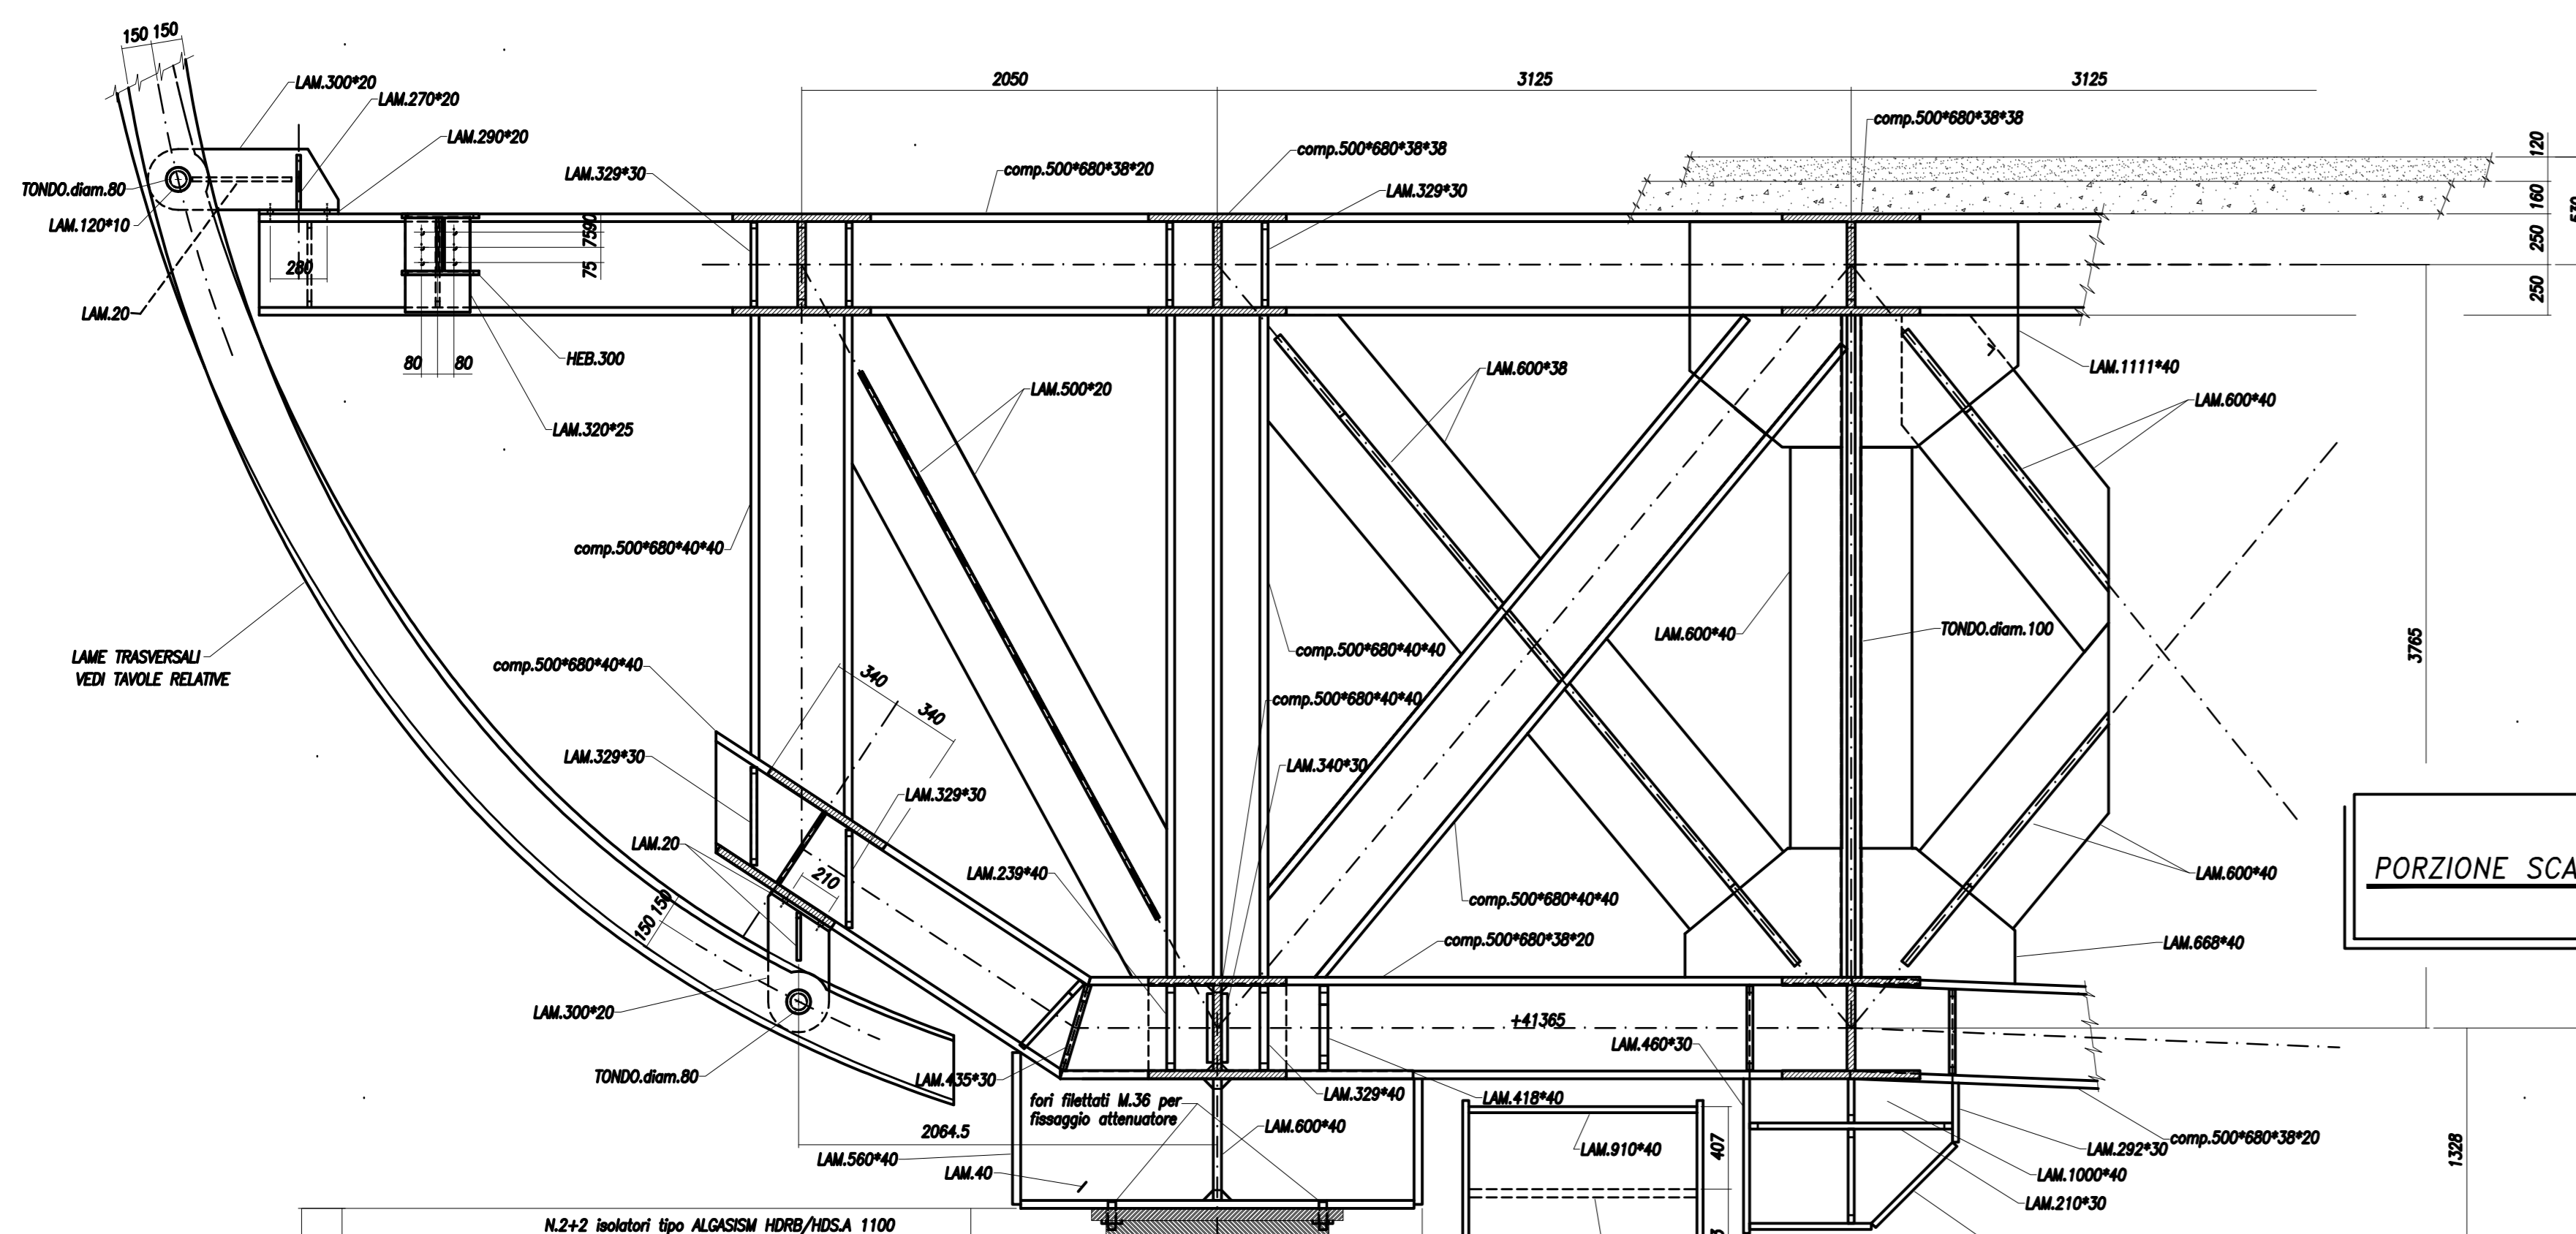 150 150
LAM.300*20
LAM.270*20
LAM.290*20
2050
3125
3125
comp.500*680*38*38
comp.500*680*38*38
comp.500*680*38*20
LAM.329*30
LAM.329*30
120
160
250
250
TONDO.diam.80
LAM.120*10
LAM.20
280
7590
75
80
80
HEB.300
LAM.320*25
LAM.500*20
LAM.600*38
LAM.1111*40
LAM.600*40
comp.500*680*40*40
LAM.600*40
TONDO.diam.100
3765
LAME TRASVERSALI
VEDI TAVOLE RELATIVE
comp.500*680*40*40
340
340
comp.500*680*40*40
comp.500*680*40*40
LAM.329*30
LAM.340*30
LAM.329*30
LAM.20
210
LAM.239*40
150 150
comp.500*680*40*40
LAM.600*40
PORZIONE SCA
comp.500*680*38*20
LAM.668*40
LAM.300*20
+41365
LAM.460*30
TONDO.diam.80
LAM.435*30
fori filettati M.36 per
fissaggio attenuatore
LAM.329*40
LAM.418*40
LAM.600*40
2064.5
LAM.560*40
LAM.40
LAM.910*40
407
LAM.292*30
comp.500*680*38*20
LAM.1000*40
LAM.210*30
1328
N.2+2 isolatori tipo ALGASISM HDRB/HDS.A 1100